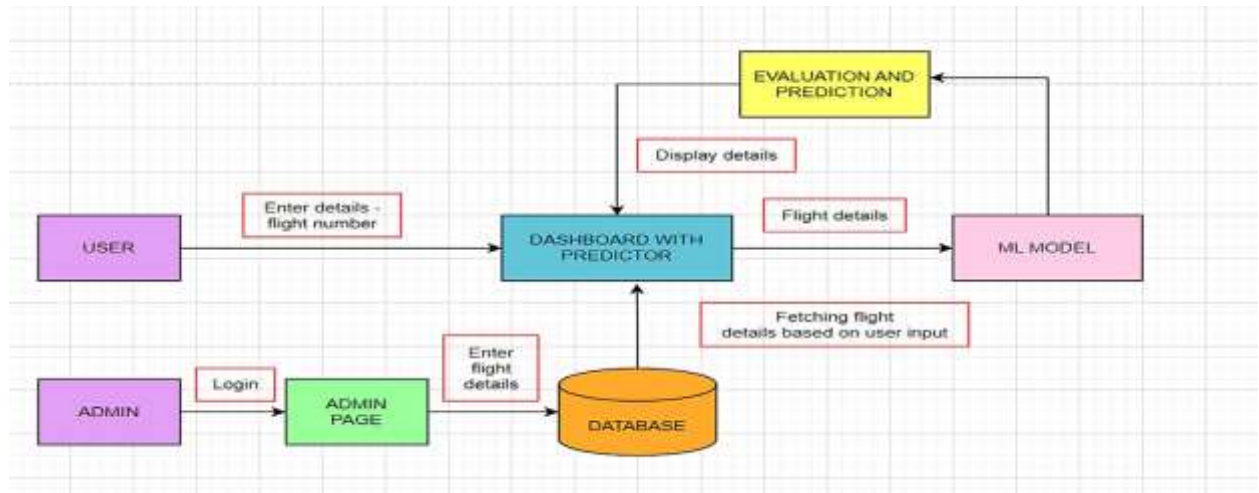 EVALUATION AND
PREDICTION
Display details
Enter details -
flight number
Flight details
USER
DASHBOARD WITH
PREDICTOR
ML MODEL
Fetching flight
details based on user input
Enter
flight
details
Login
ADMIN
ADMIN
PAGE
DATABASE